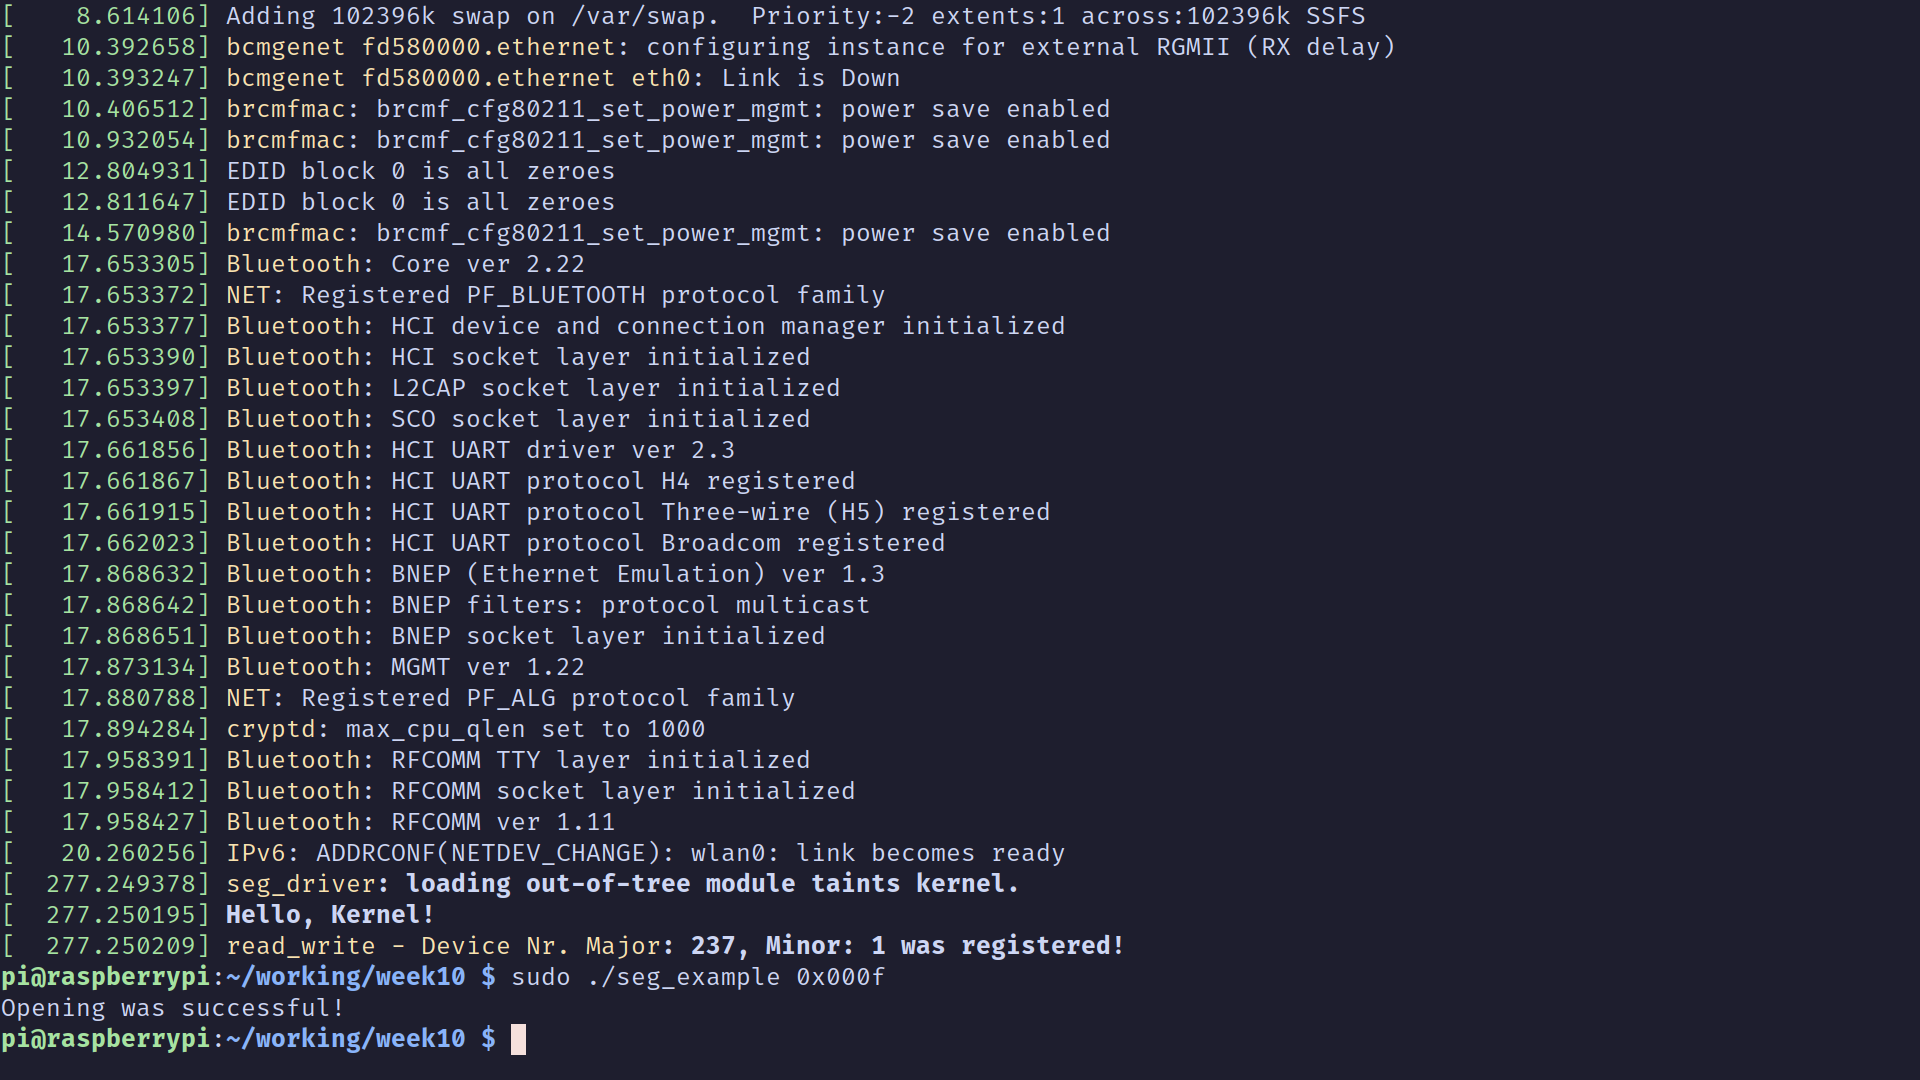 [    8.614106] Adding 102396k swap on /var/swap.  Priority:-2 extents:1 across:102396k SSFS
[   10.392658] bcmgenet fd580000.ethernet: configuring instance for external RGMII (RX delay)
[   10.393247] bcmgenet fd580000.ethernet eth0: Link is Down
[   10.406512] brcmfmac: brcmf_cfg80211_set_power_mgmt: power save enabled
[   10.932054] brcmfmac: brcmf_cfg80211_set_power_mgmt: power save enabled
[   12.804931] EDID block 0 is all zeroes
[   12.811647] EDID block 0 is all zeroes
[   14.570980] brcmfmac: brcmf_cfg80211_set_power_mgmt: power save enabled
[   17.653305] Bluetooth: Core ver 2.22
[   17.653372] NET: Registered PF_BLUETOOTH protocol family
[   17.653377] Bluetooth: HCI device and connection manager initialized
[   17.653390] Bluetooth: HCI socket layer initialized
[   17.653397] Bluetooth: L2CAP socket layer initialized
[   17.653408] Bluetooth: SCO socket layer initialized
[   17.661856] Bluetooth: HCI UART driver ver 2.3
[   17.661867] Bluetooth: HCI UART protocol H4 registered
[   17.661915] Bluetooth: HCI UART protocol Three-wire (H5) registered
[   17.662023] Bluetooth: HCI UART protocol Broadcom registered
[   17.868632] Bluetooth: BNEP (Ethernet Emulation) ver 1.3
[   17.868642] Bluetooth: BNEP filters: protocol multicast
[   17.868651] Bluetooth: BNEP socket layer initialized
[   17.873134] Bluetooth: MGMT ver 1.22
[   17.880788] NET: Registered PF_ALG protocol family
[   17.894284] cryptd: max_cpu_qlen set to 1000
[   17.958391] Bluetooth: RFCOMM TTY layer initialized
[   17.958412] Bluetooth: RFCOMM socket layer initialized
[   17.958427] Bluetooth: RFCOMM ver 1.11
[   20.260256] IPv6: ADDRCONF(NETDEV_CHANGE): wlan0: link becomes ready
[  277.249378] seg_driver: loading out-of-tree module taints kernel.
[  277.250195] Hello, Kernel!
[  277.250209] read_write - Device Nr. Major: 237, Minor: 1 was registered!
pi@raspberrypi:~/working/week10 $ sudo ./seg_example 0x000f
Opening was successful!
pi@raspberrypi:~/working/week10 $